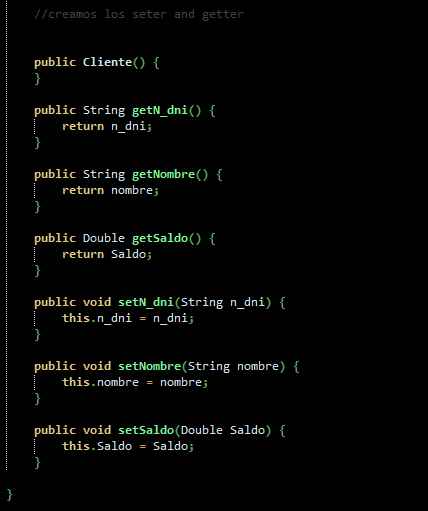 //creamos los seter and getter
public Cliente() {
}
public String getN_dni() {
return n_dni;
}
public String getNombre() {
return nombre;
}
public Double getSaldo() {
return Saldo;
}
public void setN_dni(String n_dni) {
this.n_dni = n_dni;
}
public void setNombre(String nombre) {
this.nombre = nombre;
}
public void setSaldo(Double Saldo) {
this.Saldo = Saldo;
}
}